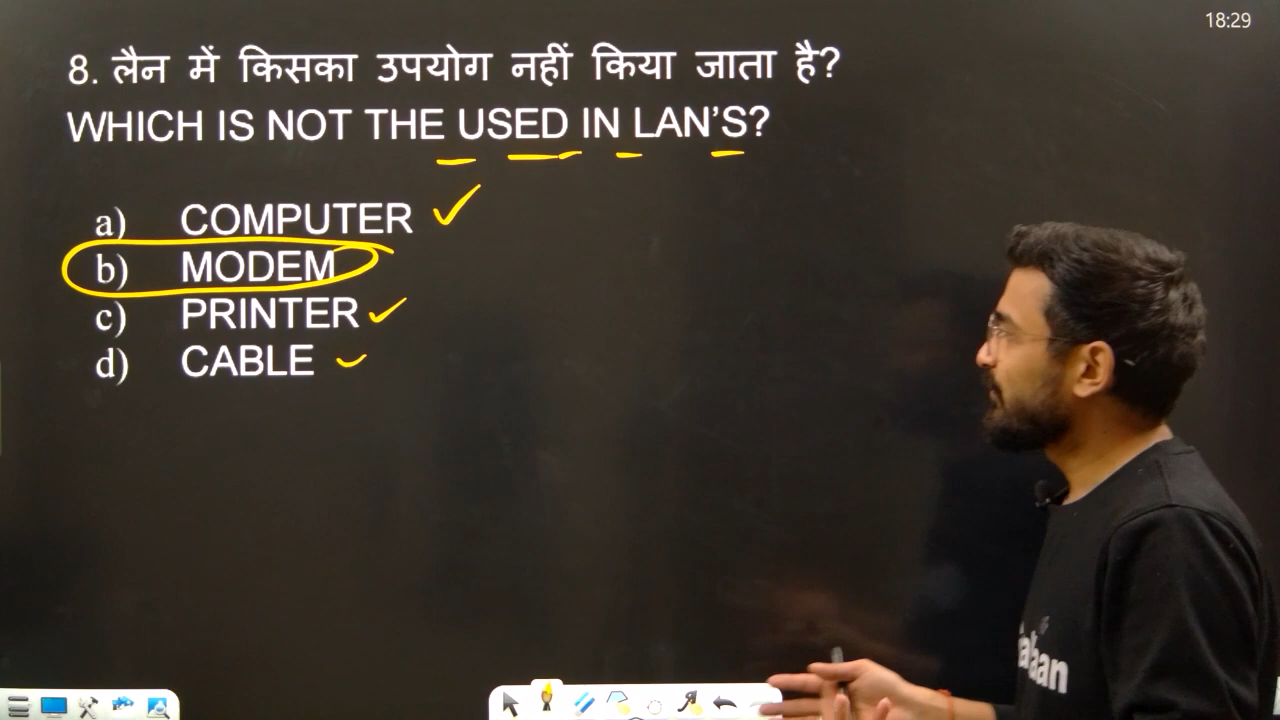 18:29
8. लैन में किसका उपयोग नहीं किया जाता है?
WHICH IS NOT THE USED IN LAN'S?
a) COMPUTER
b) MODEM
c) PRINTER
d) CABLE